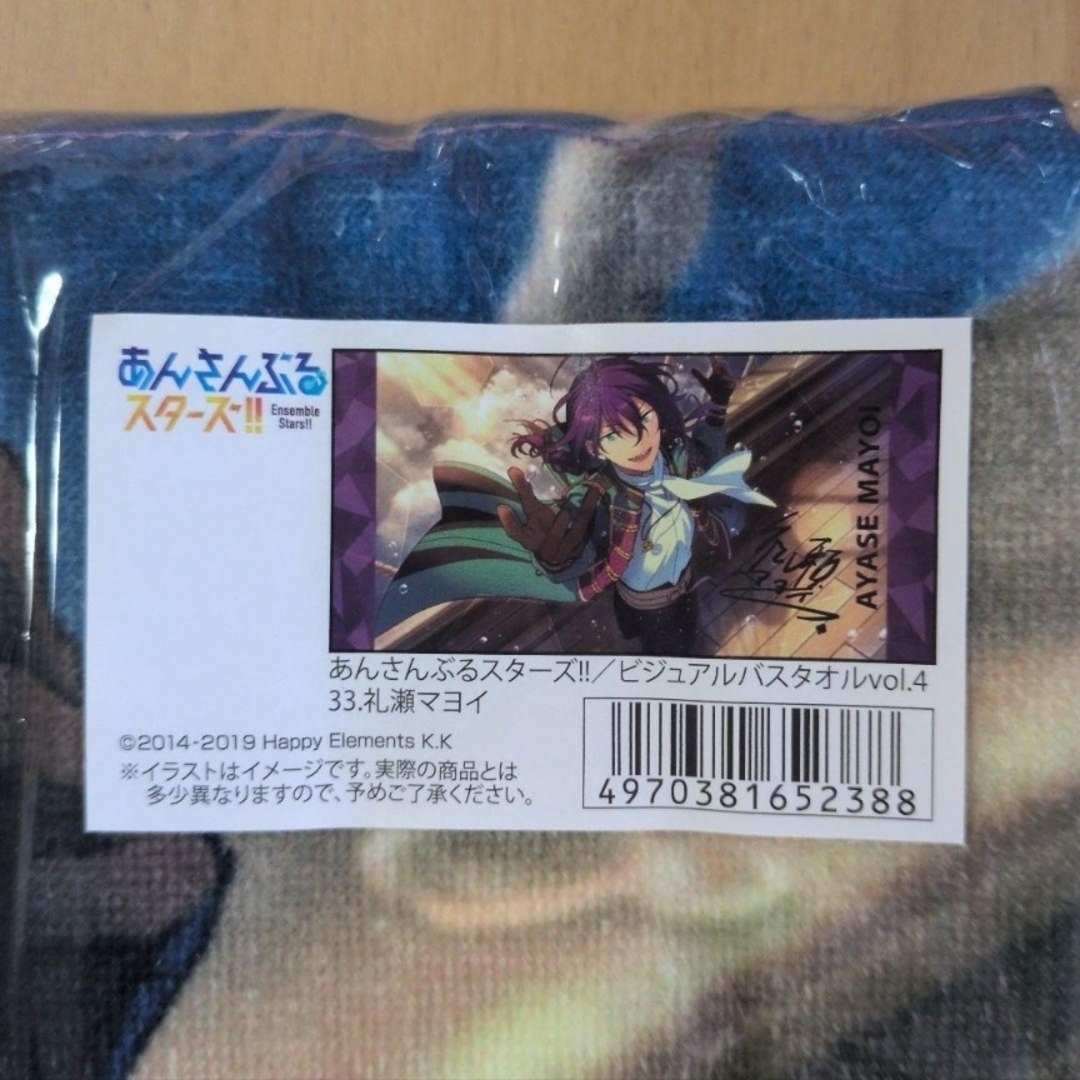 あんさんぶる
スターズ!!
Ensemble
Stars!!
AYASE MAYOI
あんさんぶるスターズ!!／ビジュアルバスタオルvol.4
33.礼瀬マヨイ
©2014-2019 Happy Elements K.K
※イラストはイメージです。実際の商品とは
多少異なりますので、予めご了承ください。
4970381652388